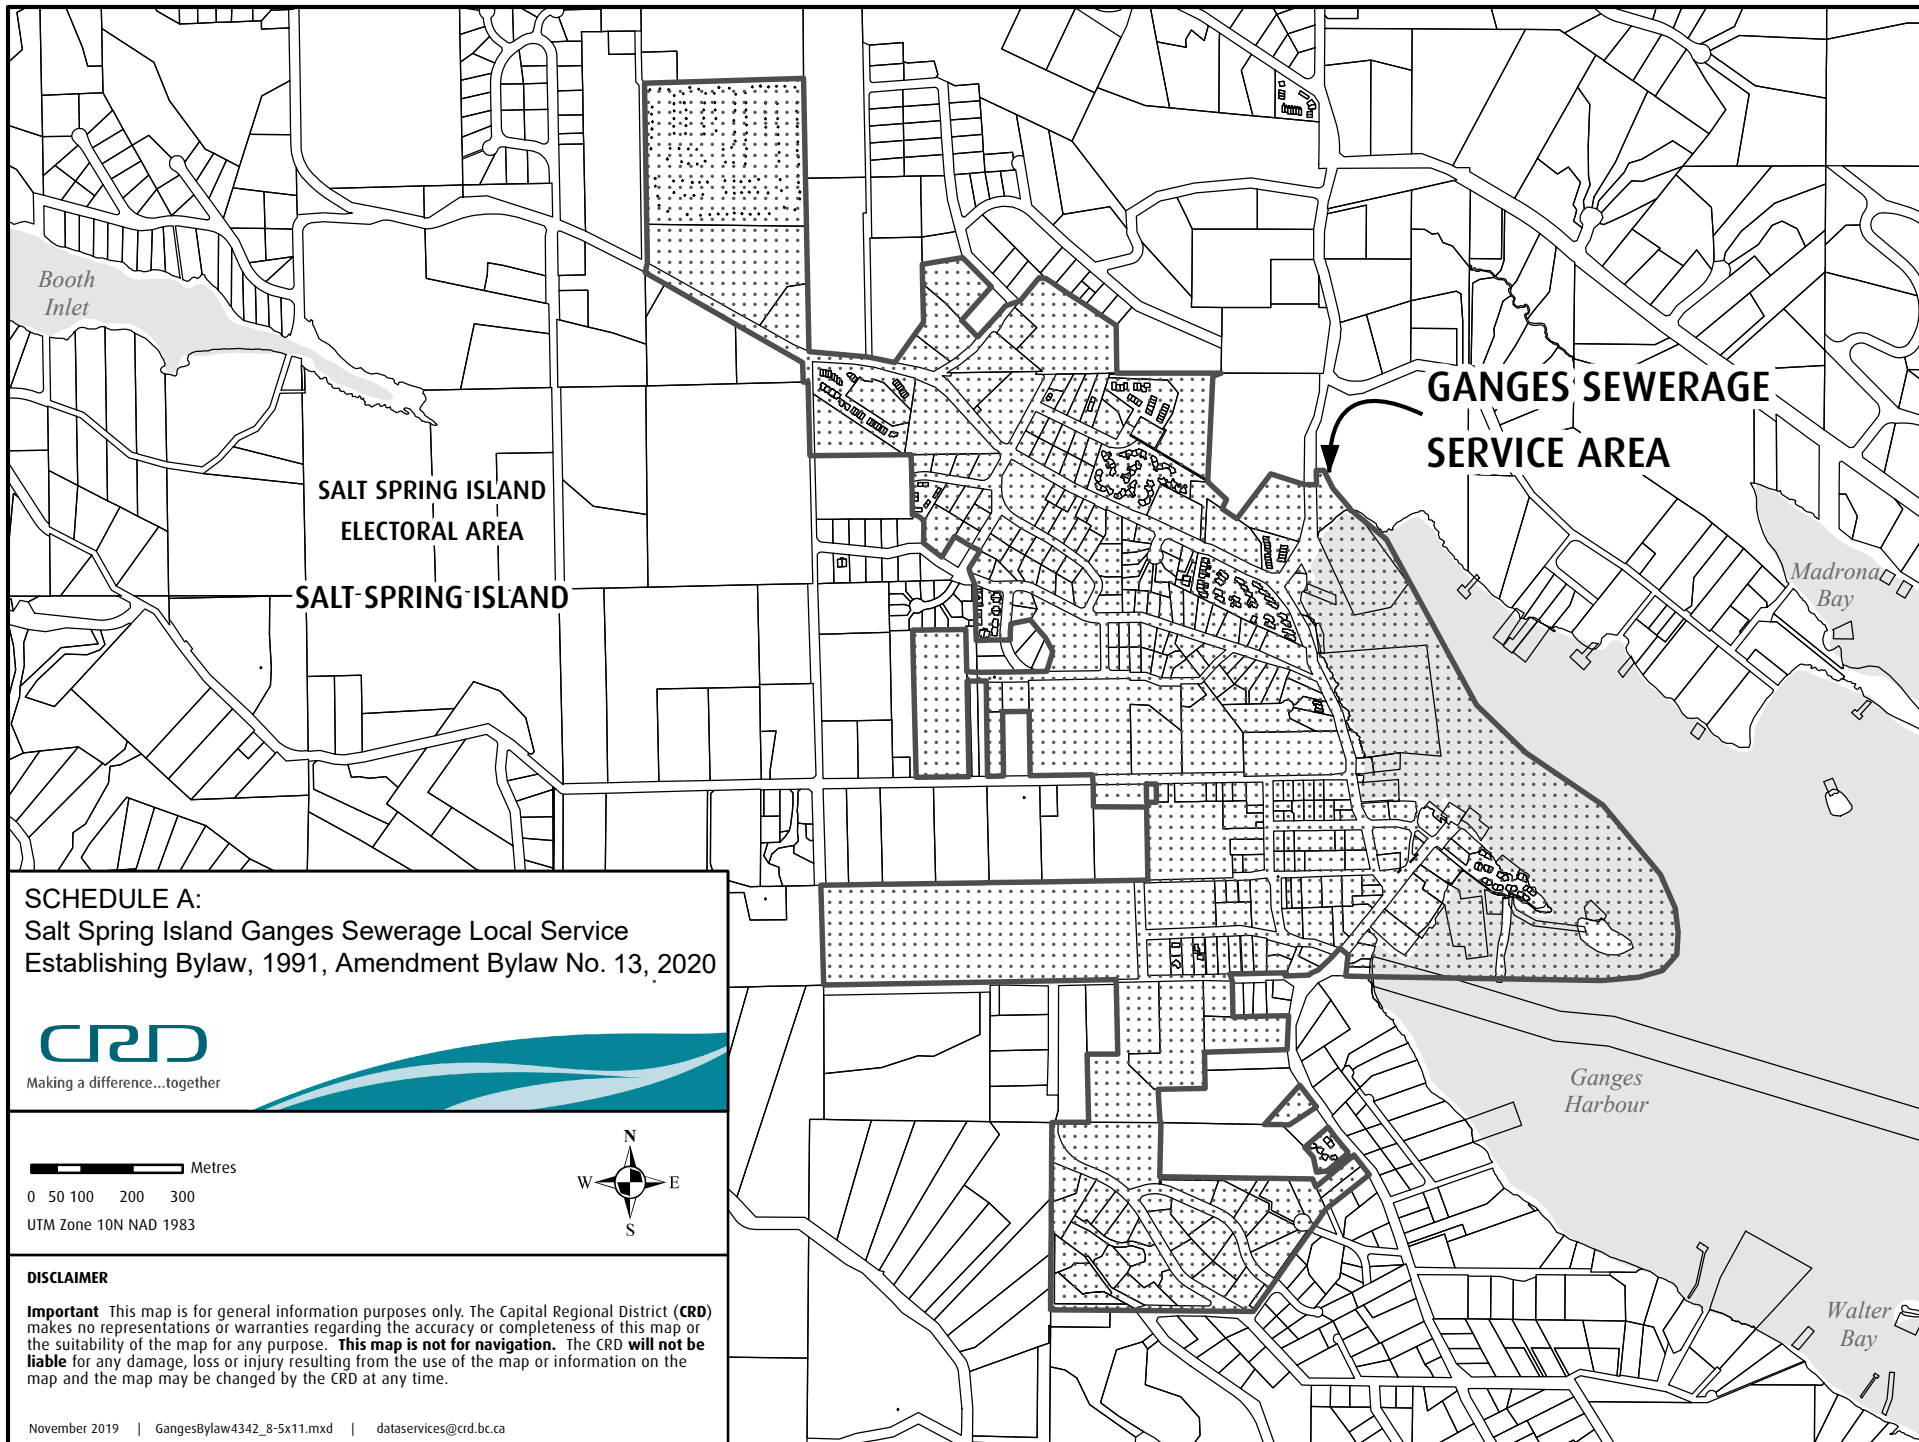 Booth
Inlet
GANGES SEWERAGE
SERVICE AREA
SALT SPRING ISLAND
ELECTORAL AREA
SALT SPRING ISLAND
Madrona
Bay
SCHEDULE A:
Salt Spring Island Ganges Sewerage Local Service
Establishing Bylaw, 1991, Amendment Bylaw No. 13, 2020
CRD
Making a difference...together
Ganges
Harbour
Metres
0 50 100 200 300
UTM Zone 10N NAD 1983
N
W E
S
Walter
Bay
DISCLAIMER
Important This map is for general information purposes only. The Capital Regional District (CRD)
makes no representations or warranties regarding the accuracy or completeness of this map or
the suitability of the map for any purpose. This map is not for navigation. The CRD will not be
liable for any damage, loss or injury resulting from the use of the map or information on the
map and the map may be changed by the CRD at any time.
November 2019 | GangesBylaw4342_8-5x11.mxd | dataservices@crd.bc.ca